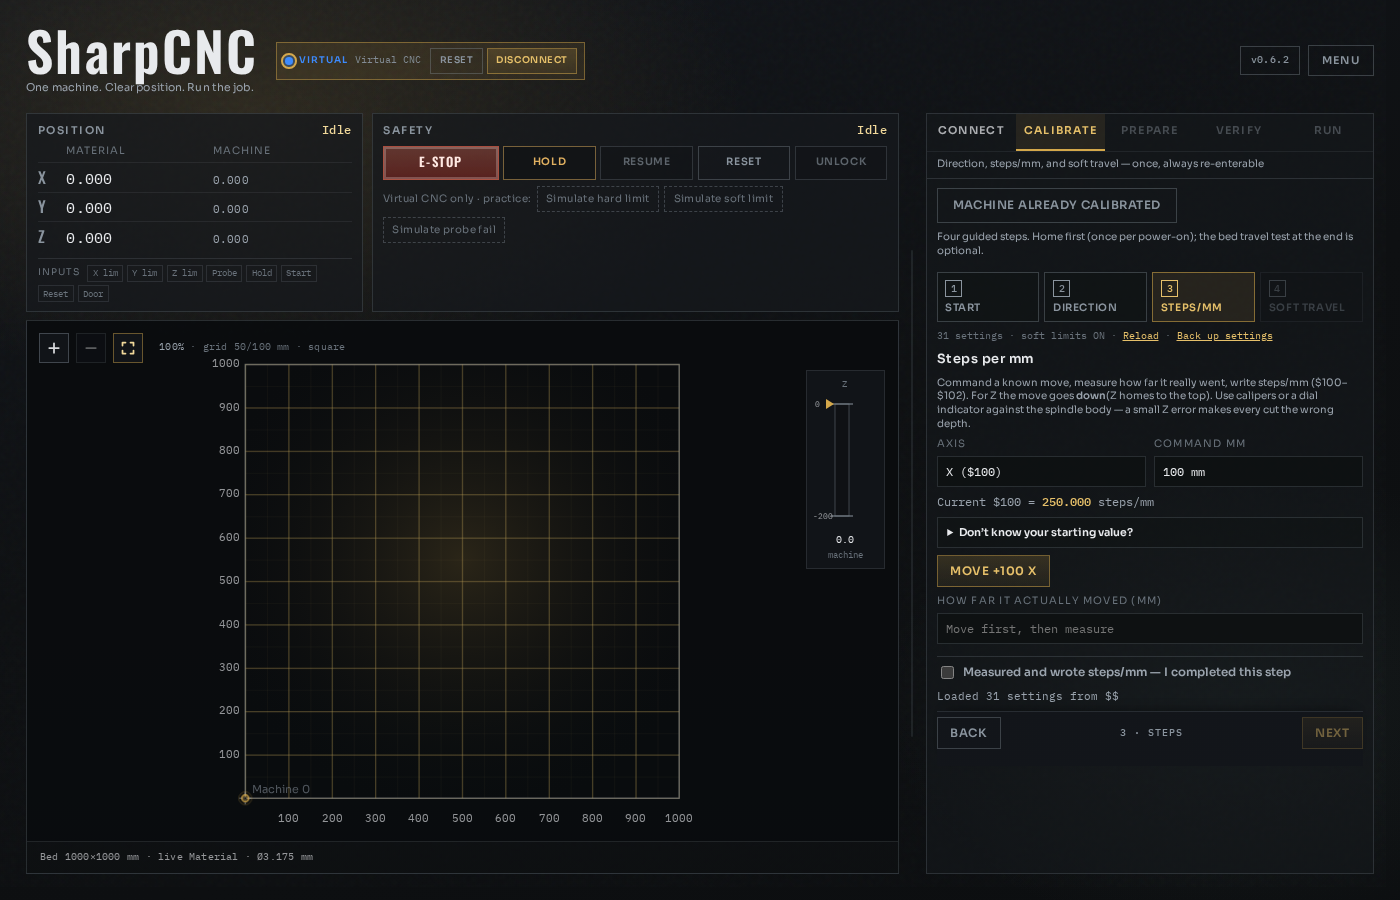 SharpCNC
One machine. Clear position. Run the job.
VIRTUAL Virtual CNC RESET DISCONNECT
v0.6.2 MENU
POSITION Idle
MATERIAL MACHINE
X 0.000 0.000
Y 0.000 0.000
Z 0.000 0.000
INPUTS X lim Y lim Z lim Probe Hold Start
Reset Door
SAFETY Idle
E-STOP HOLD RESUME RESET UNLOCK
Virtual CNC only · practice: Simulate hard limit Simulate soft limit
Simulate probe fail
100% · grid 50/100 mm · square
1000
900
800
700
600
500
400
300
200
100
Machine 0
100 200 300 400 500 600 700 800 900 1000
Z
0
-200
0.0
machine
Bed 1000×1000 mm · live Material · Ø3.175 mm
CONNECT CALIBRATE PREPARE VERIFY RUN
Direction, steps/mm, and soft travel — once, always re-enterable
MACHINE ALREADY CALIBRATED
Four guided steps. Home first (once per power-on); the bed travel test at the end is
optional.
1 2 3 4
START DIRECTION STEPS/MM SOFT TRAVEL
31 settings · soft limits ON · Reload · Back up settings
Steps per mm
Command a known move, measure how far it really went, write steps/mm ($100–
$102). For Z the move goes down(Z homes to the top). Use calipers or a dial
indicator against the spindle body — a small Z error makes every cut the wrong
depth.
AXIS COMMAND MM
X ($100) 100 mm
Current $100 = 250.000 steps/mm
▶ Don't know your starting value?
MOVE +100 X
HOW FAR IT ACTUALLY MOVED (MM)
Move first, then measure
Measured and wrote steps/mm — I completed this step
Loaded 31 settings from $$
BACK 3 · STEPS NEXT